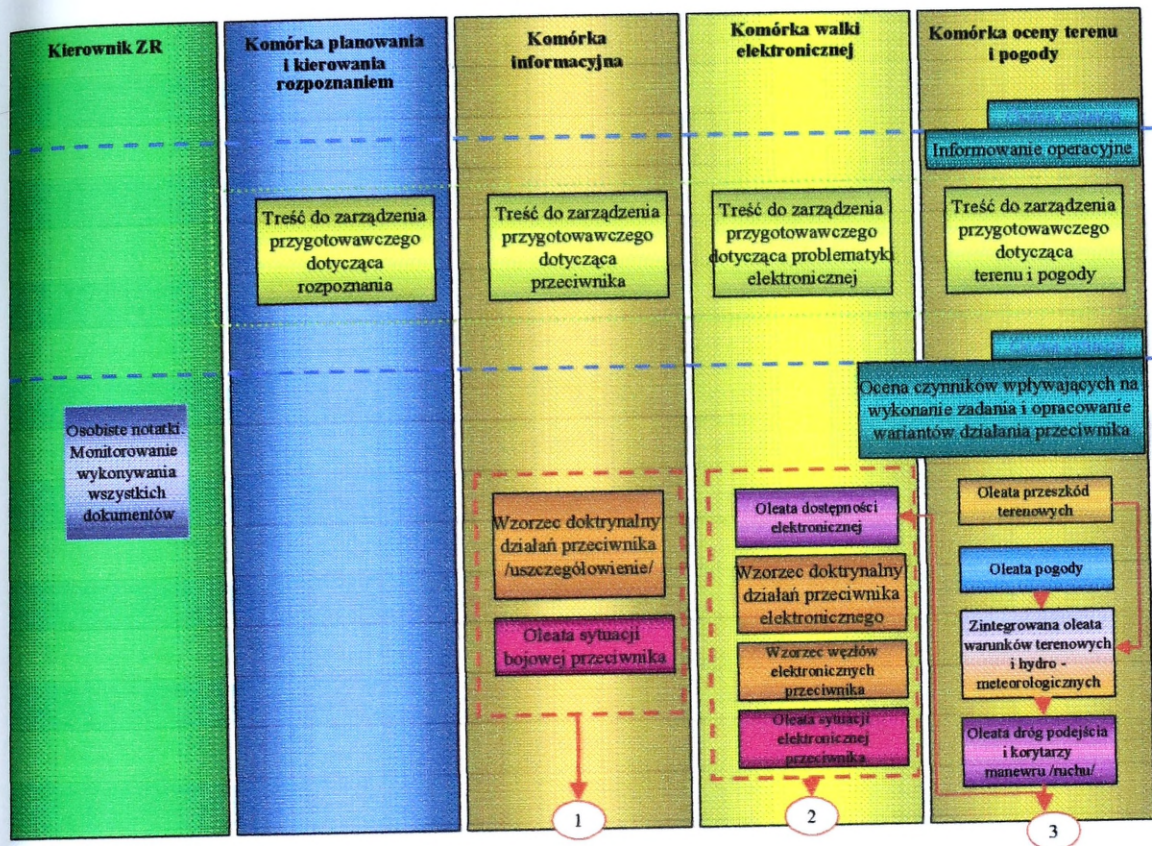 Kierownik ZR
Komórka planowania
i kierowania
rozpoznaniem
Komórka
informacyjna
Komórka walki
elektronicznej
Komórka oceny terenu
i pogody
Informowanie operacyjne
Treść do zarządzenia
przygotowawczego
dotycząca
rozpoznania
Treść do zarządzenia
przygotowawczego
dotycząca
przeciwnika
Treść do zarządzenia
przygotowawczego
dotycząca problematyki
elektronicznej
Treść do zarządzenia
przygotowawczego
dotycząca
terenu i pogody
Ocena czynników wpływających na
wykonanie zadania i opracowanie
wariantów działania przeciwnika
Osobiste notatki.
Monitorowanie
wykonywania
wszystkich
dokumentów
Wzorzec doktrynalny
działań przeciwnika
/uszczegółowienie/
Oleata sytuacji
bojowej przeciwnika
1
Oleata dostępności
elektronicznej
Wzorzec doktrynalny
działań przeciwnika
elektronicznego
Wzorzec węzłów
elektronicznych
przeciwnika
Oleata sytuacji
elektronicznej
przeciwnika
2
Oleata przeszkód
terenowych
Oleata pogody
Zintegrowana oleata
warunków terenowych
i hydro -
meteorologicznych
Oleata dróg podejścia
i korytarzy
manewru /ruchu/
3